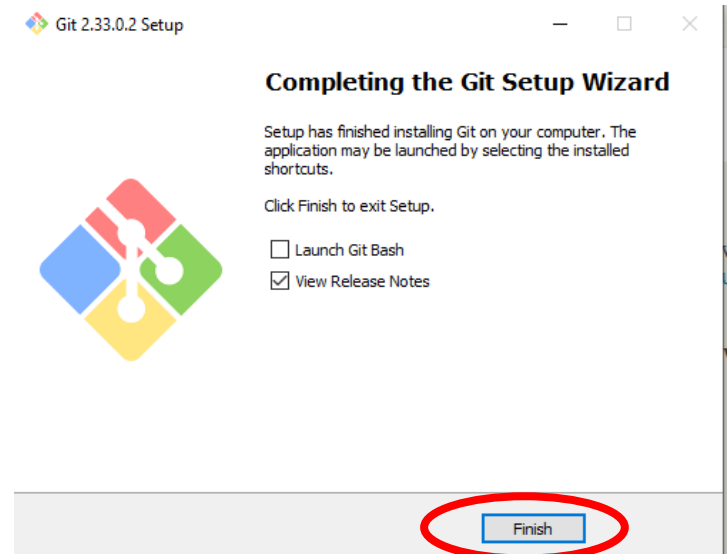 Git 2.33.0.2 Setup
Completing the Git Setup Wizard
Setup has finished installing Git on your computer. The
application may be launched by selecting the installed
shortcuts.
Click Finish to exit Setup.
Launch Git Bash
View Release Notes
Finish